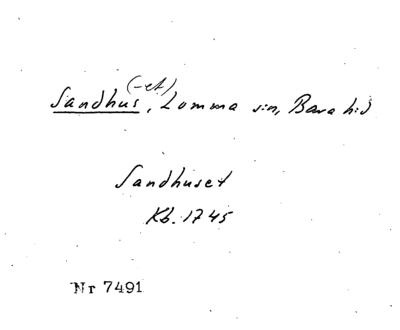 (-et)
Sandhus, Lomma sn, Bara hd
Sandhuset
Kb. 1745
Nr 7491